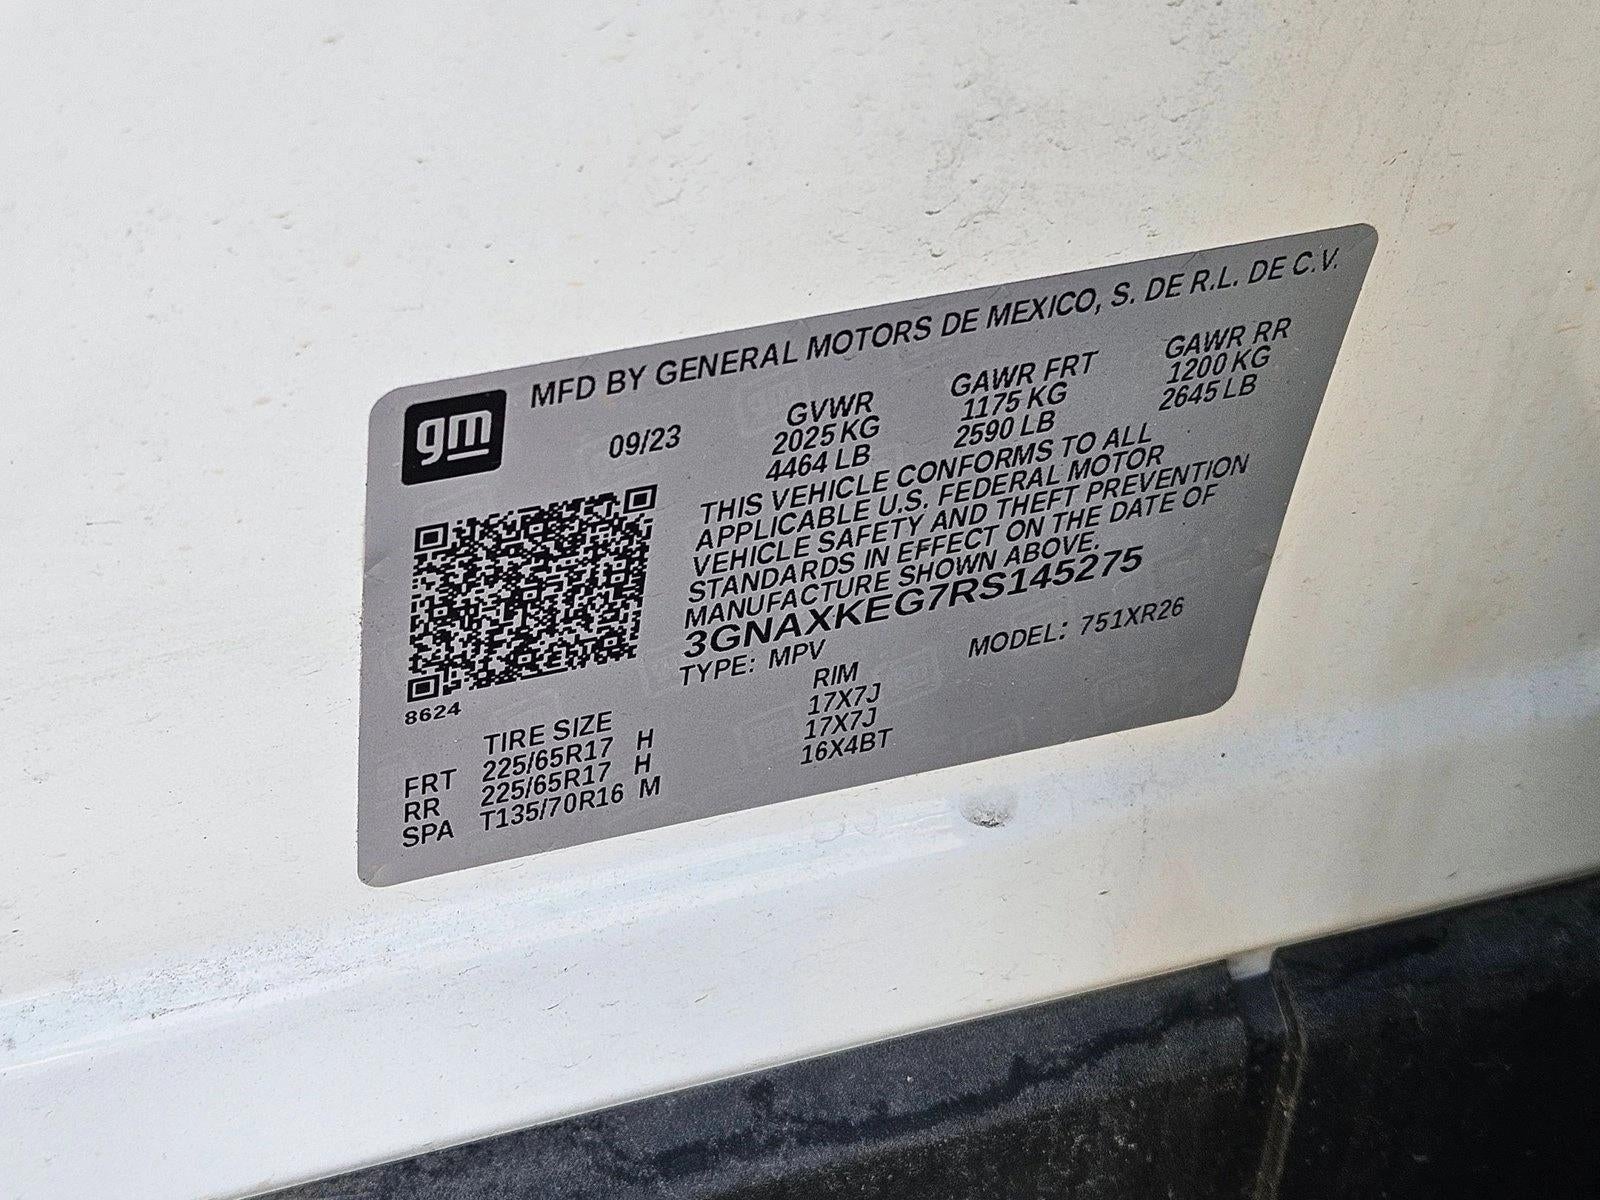 gm
MFD BY GENERAL MOTORS DE MEXICO, S. DE R.L. DE C.V.
09/23 GVWR GAWR FRT GAWR RR
2025 KG 1175 KG 1200 KG
4464 LB 2590 LB 2645 LB
THIS VEHICLE CONFORMS TO ALL
APPLICABLE U.S. FEDERAL MOTOR
VEHICLE SAFETY AND THEFT PREVENTION
STANDARDS IN EFFECT ON THE DATE OF
MANUFACTURE SHOWN ABOVE.
3GNAXKEG7RS145275
TYPE: MPV MODEL: 751XR26
8624
TIRE SIZE RIM
FRT 225/65R17 H 17X7J
RR 225/65R17 H 17X7J
SPA T135/70R16 M 16X4BT